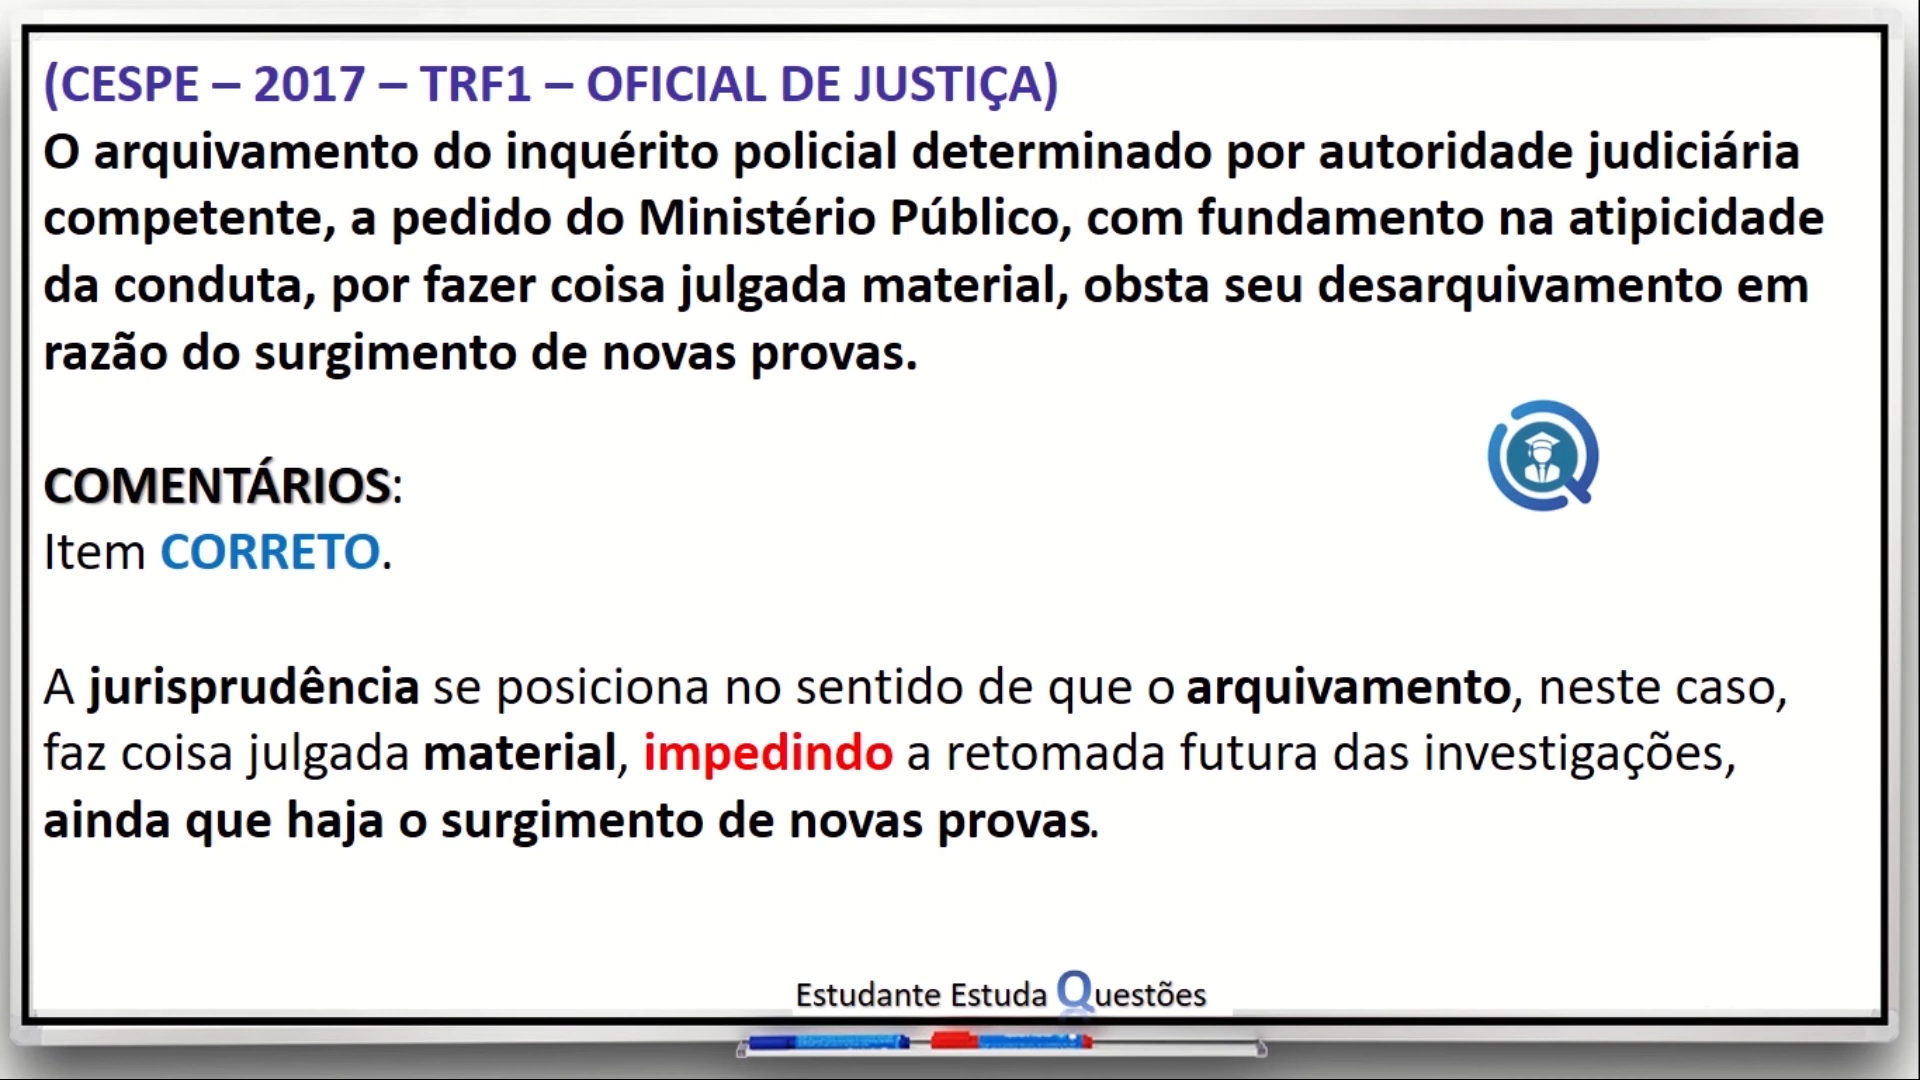 (CESPE – 2017 – TRF1 – OFICIAL DE JUSTIÇA)
O arquivamento do inquérito policial determinado por autoridade judiciária
competente, a pedido do Ministério Público, com fundamento na atipicidade
da conduta, por fazer coisa julgada material, obsta seu desarquivamento em
razão do surgimento de novas provas.
COMENTÁRIOS:
Item CORRETO.
A jurisprudência se posiciona no sentido de que o arquivamento, neste caso,
faz coisa julgada material, impedindo a retomada futura das investigações,
ainda que haja o surgimento de novas provas.
Estudante Estuda Questões